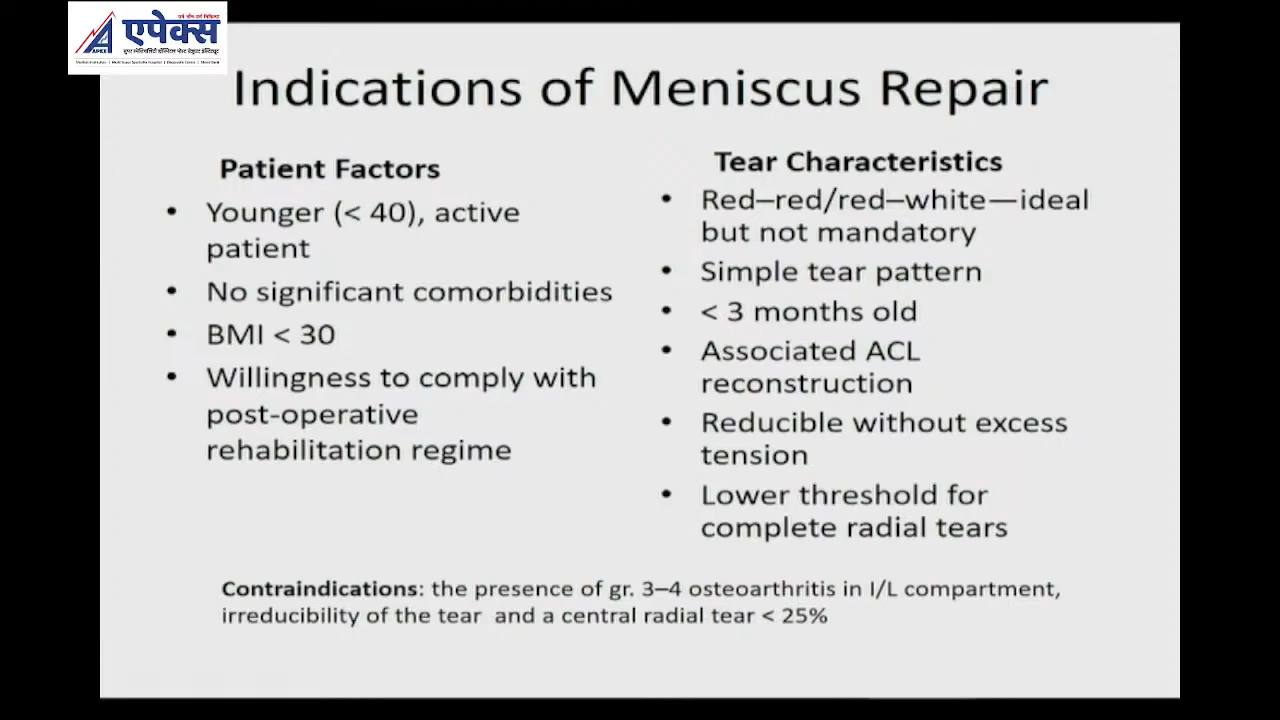 एपेक्स
APEX
Indications of Meniscus Repair
Patient Factors
• Younger (< 40), active
patient
• No significant comorbidities
• BMI < 30
• Willingness to comply with
post-operative
rehabilitation regime
Tear Characteristics
• Red–red/red–white—ideal
but not mandatory
• Simple tear pattern
• < 3 months old
• Associated ACL
reconstruction
• Reducible without excess
tension
• Lower threshold for
complete radial tears
Contraindications: the presence of gr. 3–4 osteoarthritis in I/L compartment,
irreducibility of the tear and a central radial tear < 25%